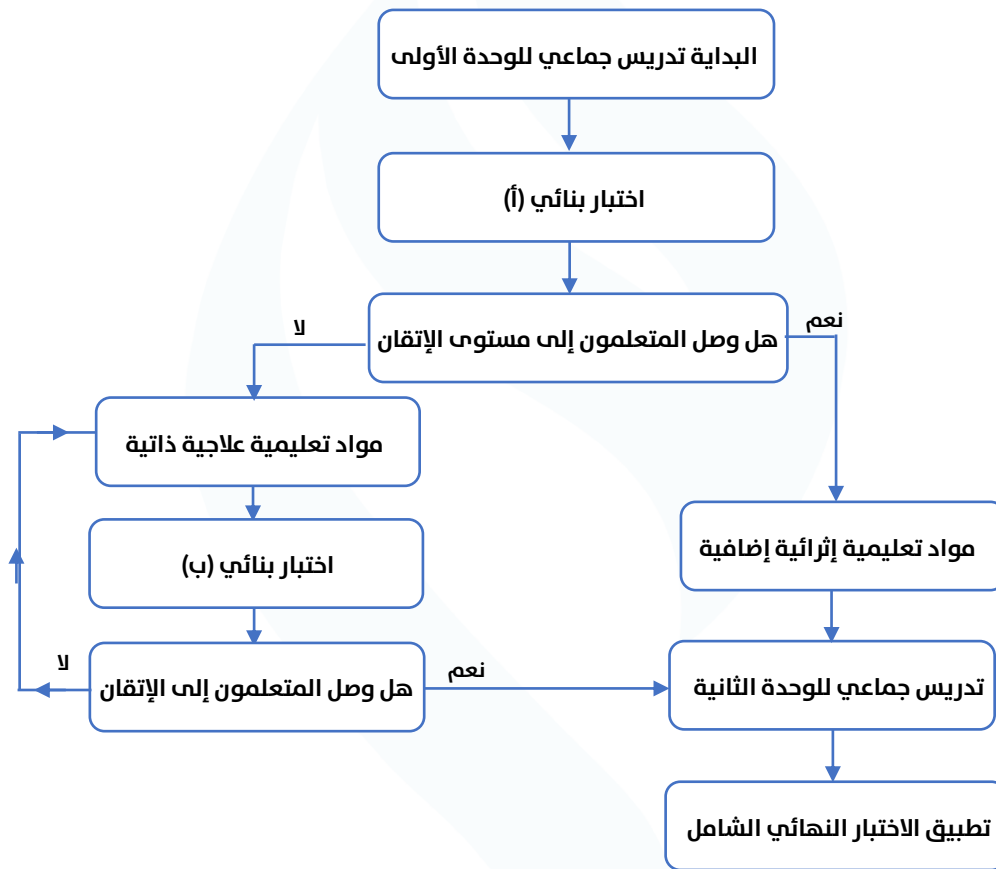 البداية تدريس جماعي للوحدة الأولى
اختبار بنائي (أ)
هل وصل المتعلمون إلى مستوى الإتقان
نعم
لا
مواد تعليمية علاجية ذاتية
مواد تعليمية إثرائية إضافية
اختبار بنائي (ب)
هل وصل المتعلمون إلى الإتقان
لا
نعم
تدريس جماعي للوحدة الثانية
تطبيق الاختبار النهائي الشامل